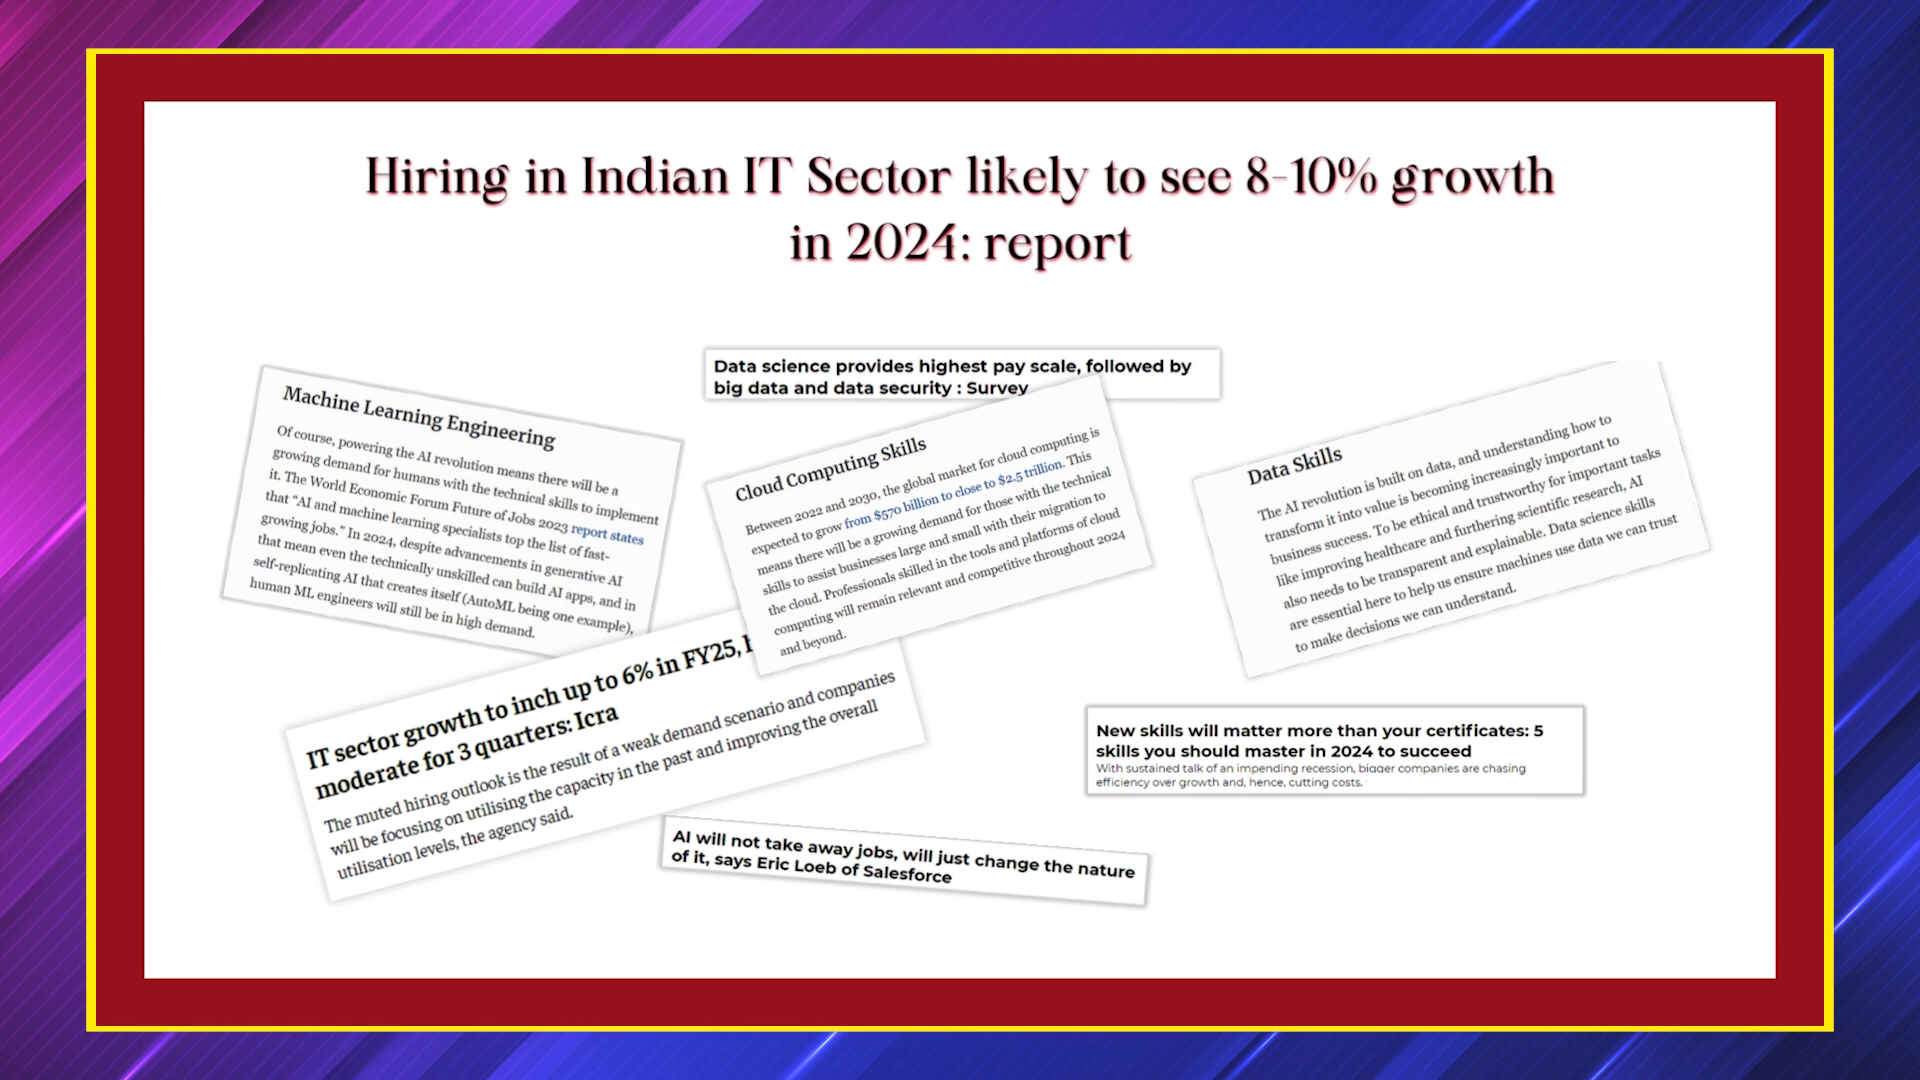 Hiring in Indian IT Sector likely to see 8-10% growth
in 2024: report
Data science provides highest pay scale, followed by
big data and data security : Survey
Machine Learning Engineering
Of course, powering the AI revolution means there will be a
growing demand for humans with the technical skills to implement
it. The World Economic Forum Future of Jobs 2023 report states
that “AI and machine learning specialists top the list of fast-
growing jobs.” In 2024, despite advancements in generative AI
that mean even the technically unskilled can build AI apps, and in
self-replicating AI that creates itself (AutoML being one example),
human ML engineers will still be in high demand.
Cloud Computing Skills
Between 2022 and 2030, the global market for cloud computing is
expected to grow from $570 billion to close to $2.5 trillion. This
means there will be a growing demand for those with the technical
skills to assist businesses large and small with their migration to
the cloud. Professionals skilled in the tools and platforms of cloud
computing will remain relevant and competitive throughout 2024
and beyond.
Data Skills
The AI revolution is built on data, and understanding how to
transform it into value is becoming increasingly important to
business success. To be ethical and trustworthy for important tasks
like improving healthcare and furthering scientific research, AI
also needs to be transparent and explainable. Data science skills
are essential here to help us ensure machines use data we can trust
to make decisions we can understand.
IT sector growth to inch up to 6% in FY25,
moderate for 3 quarters: Icra
The muted hiring outlook is the result of a weak demand scenario and companies
will be focusing on utilising the capacity in the past and improving the overall
utilisation levels, the agency said.
New skills will matter more than your certificates: 5
skills you should master in 2024 to succeed
With sustained talk of an impending recession, bigger companies are chasing
efficiency over growth and, hence, cutting costs.
AI will not take away jobs, will just change the nature
of it, says Eric Loeb of Salesforce